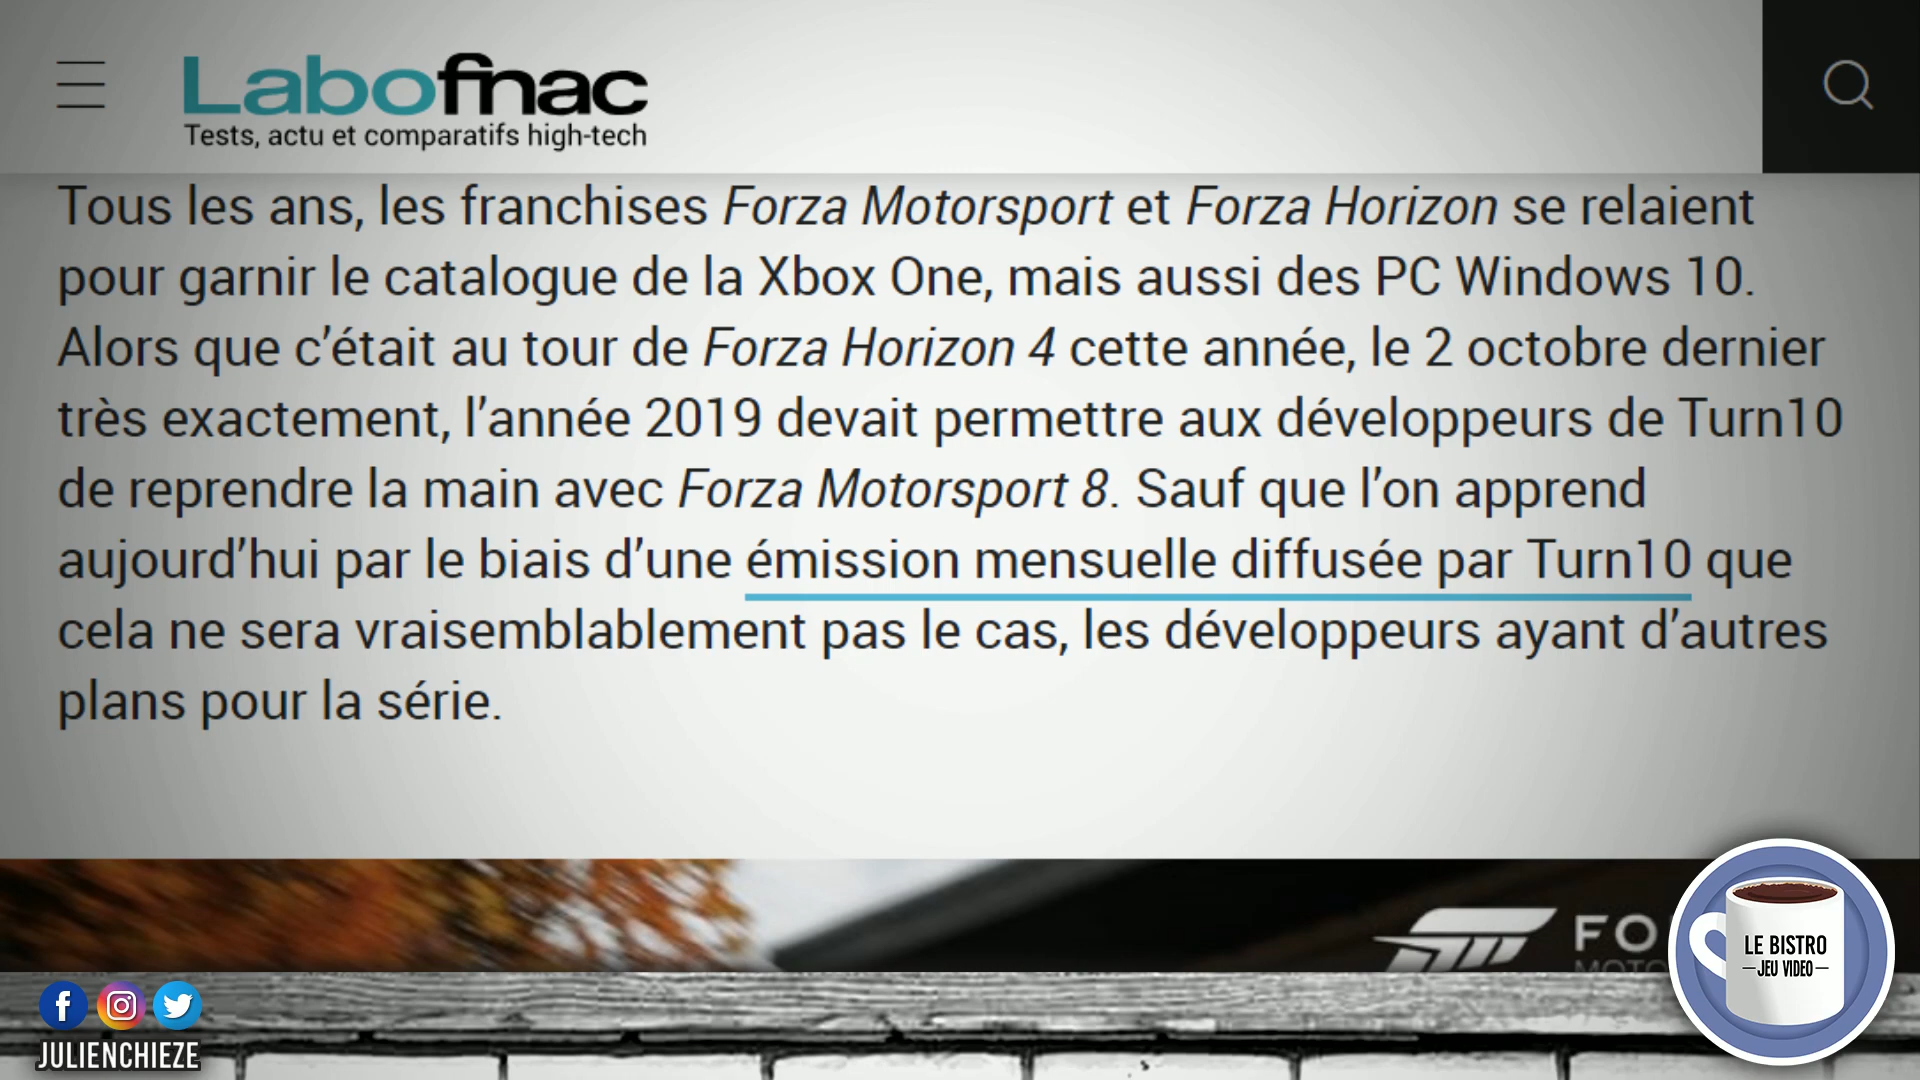 Labofnac
Tests, actu et comparatifs high-tech
Tous les ans, les franchises Forza Motorsport et Forza Horizon se relaient
pour garnir le catalogue de la Xbox One, mais aussi des PC Windows 10.
Alors que c’était au tour de Forza Horizon 4 cette année, le 2 octobre dernier
très exactement, l’année 2019 devait permettre aux développeurs de Turn10
de reprendre la main avec Forza Motorsport 8. Sauf que l’on apprend
aujourd’hui par le biais d’une émission mensuelle diffusée par Turn10 que
cela ne sera vraisemblablement pas le cas, les développeurs ayant d’autres
plans pour la série.
FO
MOTO
LE BISTRO
JEU VIDEO
JULIENCHIEZE